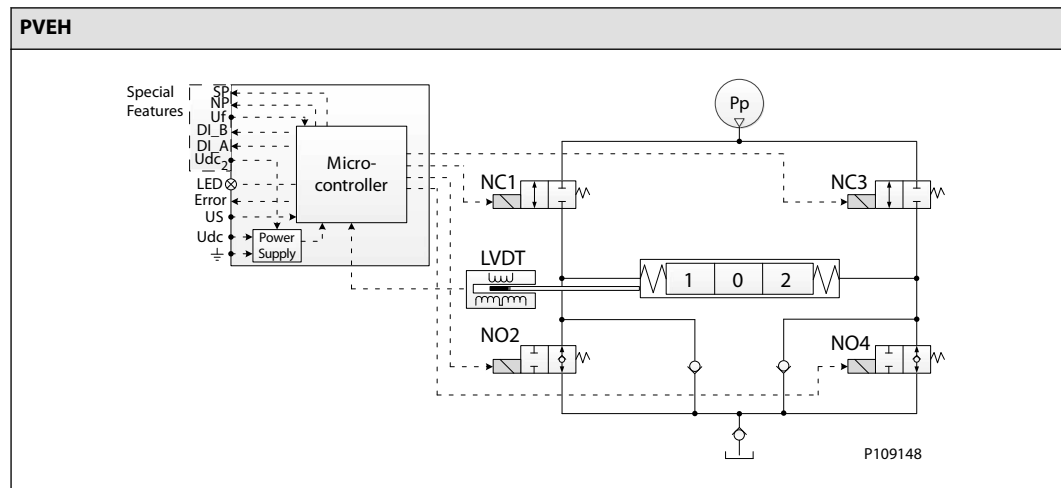 PVEH
Special
Features
SP
NP
Uf
DI_B
DI_A
Udc2
LED
Error
US
Udc
Micro-
controller
Power
Supply
Pp
NC1
NC3
LVDT
1 0 2
NO2
NO4
P109148